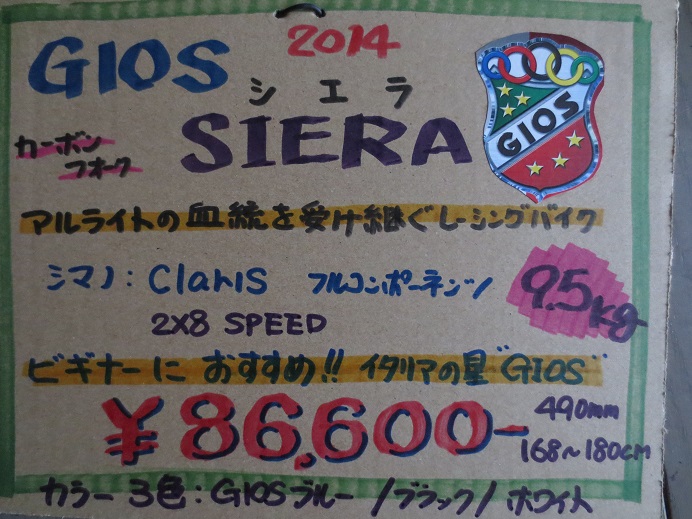 2014
GIOS
シエラ
SIERA
GIOS
カーボン
フォーク
アルライトの血統を受け継ぐレーシングバイク
シマノ: Claris フルコンポーネンツ
9.5kg
2X8 SPEED
ビギナーに おすすめ!! イタリアの星"GIOS"
¥86,600-
490mm
168~180cm
カラー3色:GIOSブルー/ブラック/ホワイト